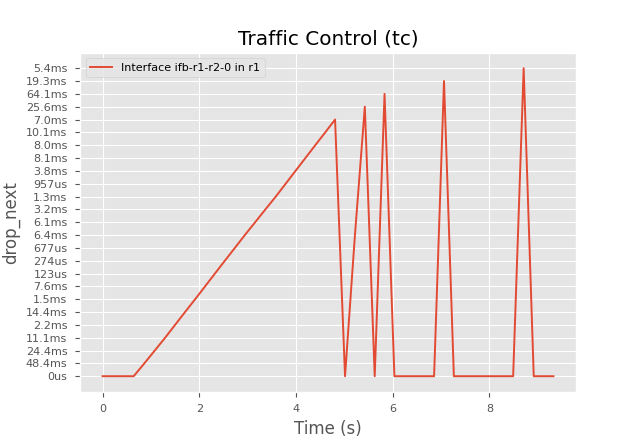 Traffic Control (tc)
Interface ifb-r1-r2-0 in r1
drop_next
5.4ms
19.3ms
64.1ms
25.6ms
7.0ms
10.1ms
8.0ms
8.1ms
3.8ms
957us
1.3ms
3.2ms
6.1ms
6.4ms
677us
274us
123us
7.6ms
1.5ms
14.4ms
2.2ms
11.1ms
24.4ms
48.4ms
0us
0 2 4 6 8
Time (s)